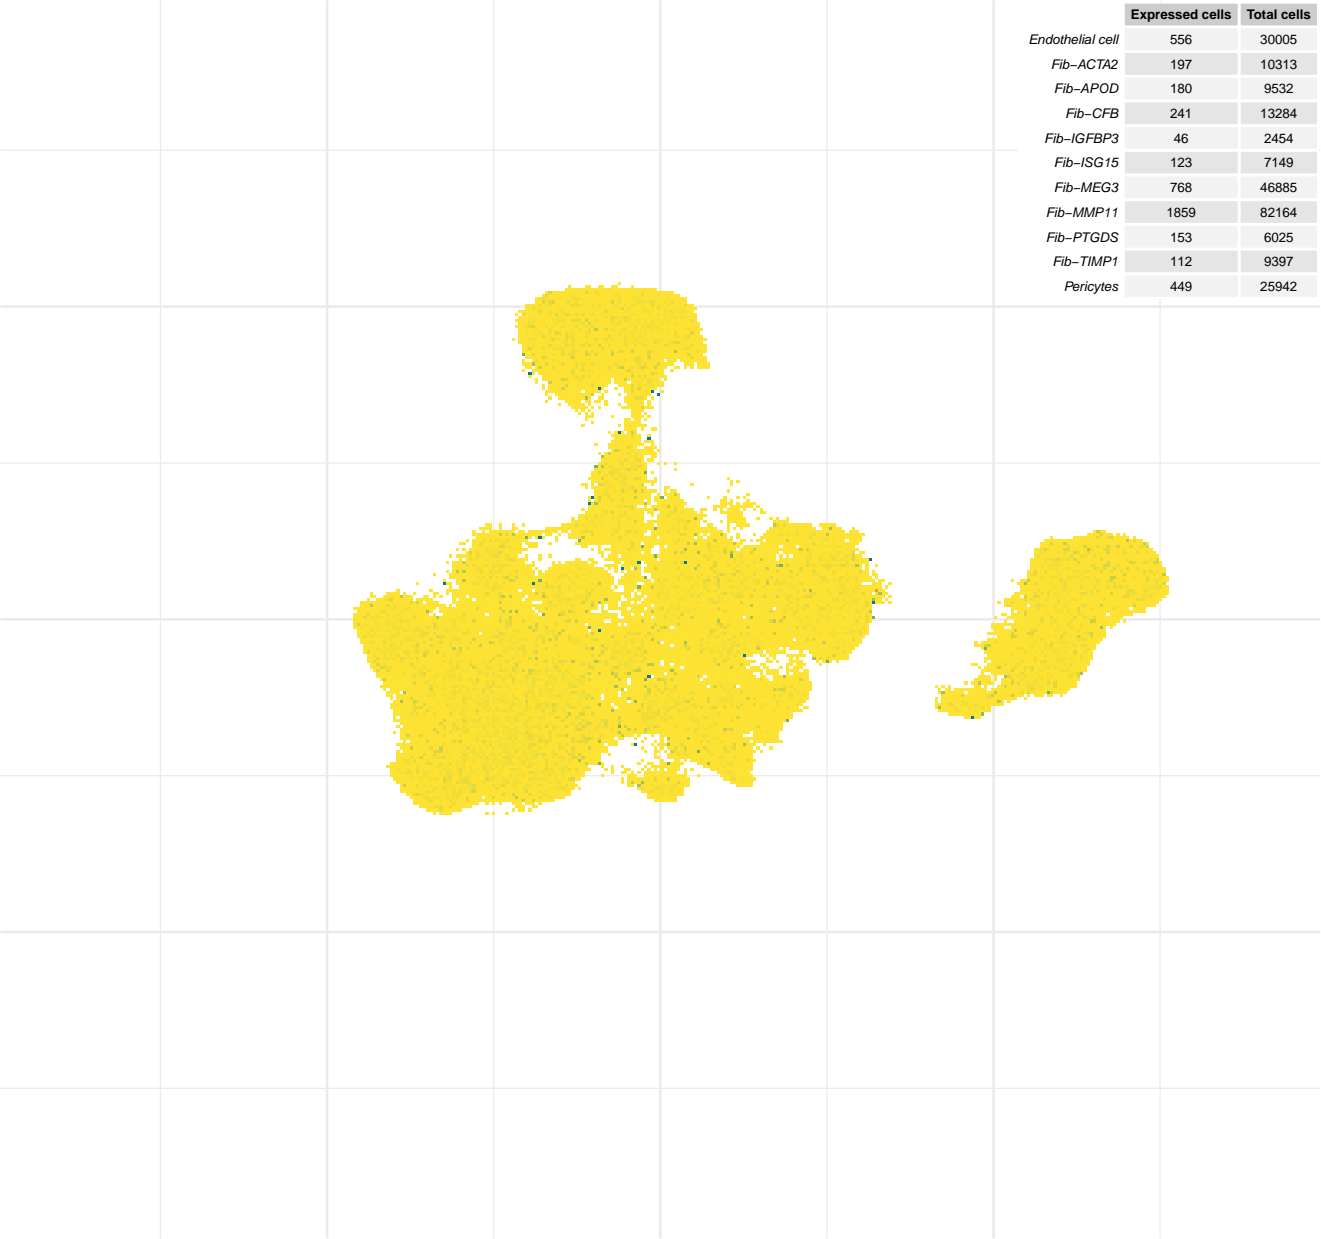 Expressed cells Total cells
Endothelial cell 556 30005
Fib−ACTA2 197 10313
Fib−APOD 180 9532
Fib−CFB 241 13284
Fib−IGFBP3 46 2454
Fib−ISG15 123 7149
Fib−MEG3 768 46885
Fib−MMP11 1859 82164
Fib−PTGDS 153 6025
Fib−TIMP1 112 9397
Pericytes 449 25942